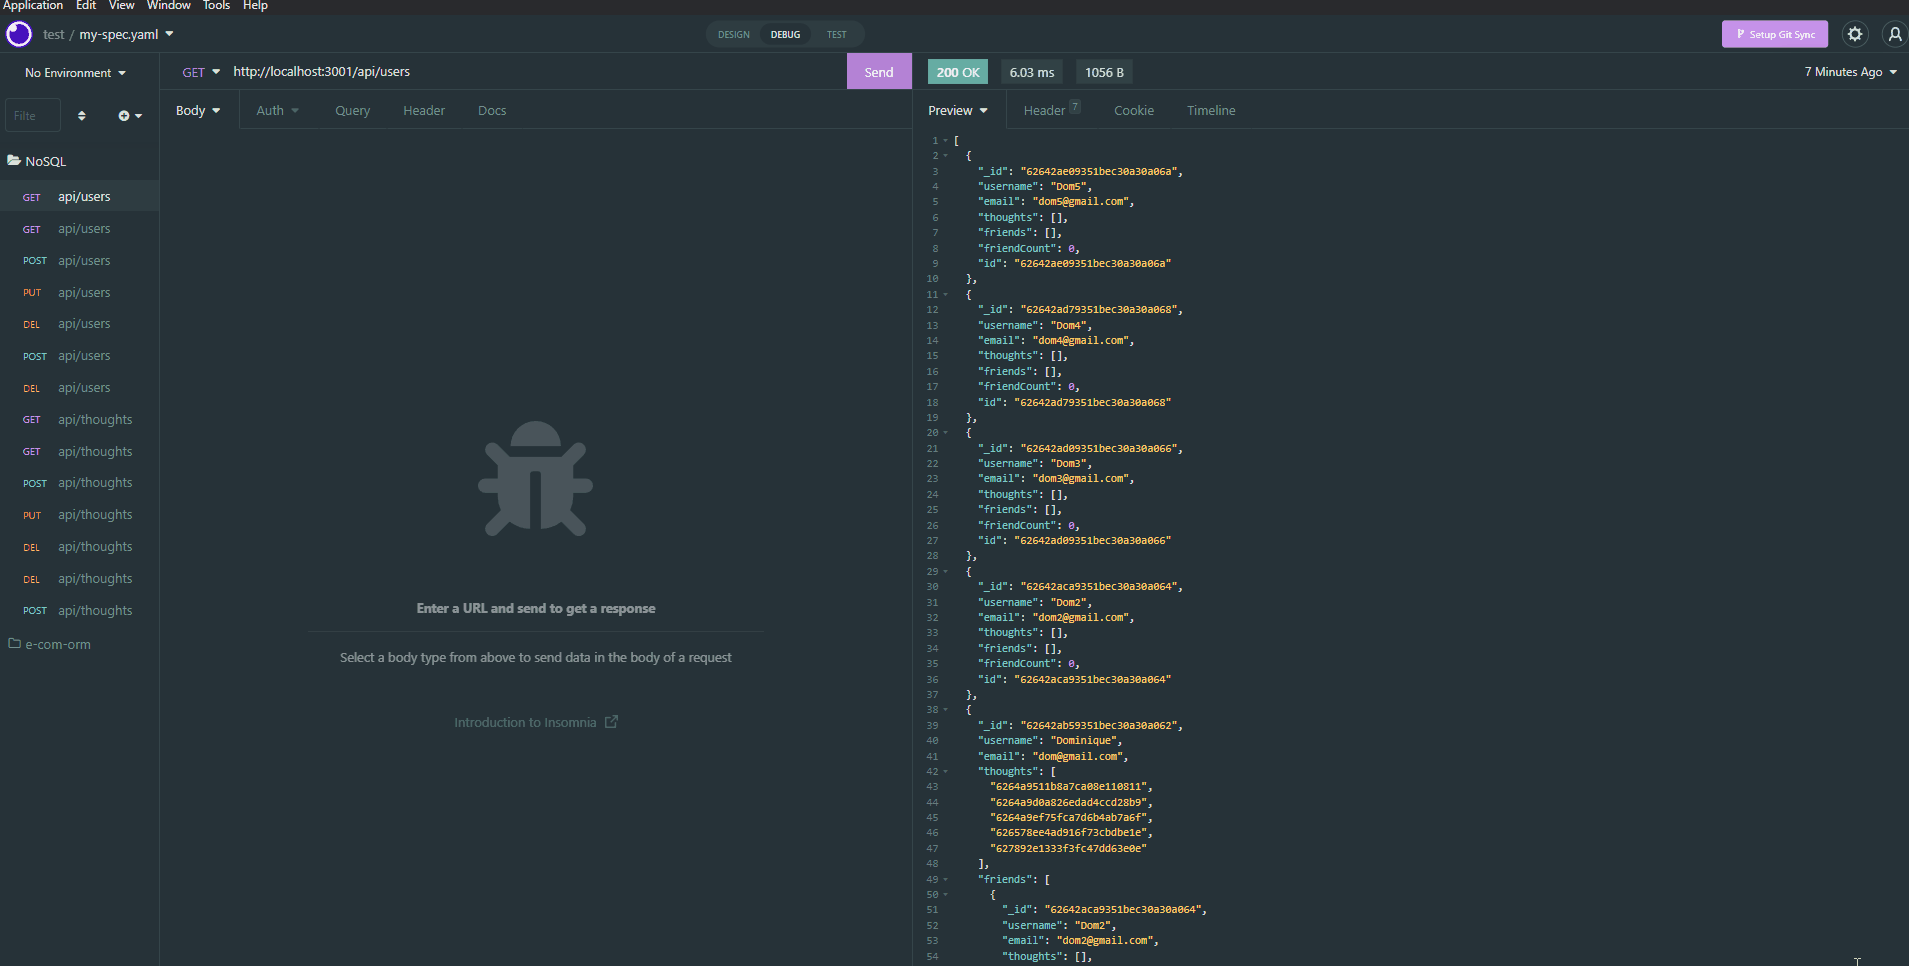 Application Edit View Window Tools Help
test / my-spec.yaml
DESIGN DEBUG TEST
Setup Git Sync
No Environment
GET http://localhost:3001/api/users Send
200 OK 6.03 ms 1056 B 7 Minutes Ago
Filte
Body Auth Query Header Docs
Preview Header 7 Cookie Timeline
NoSQL
GET api/users
GET api/users
POST api/users
PUT api/users
DEL api/users
POST api/users
DEL api/users
GET api/thoughts
GET api/thoughts
POST api/thoughts
PUT api/thoughts
DEL api/thoughts
DEL api/thoughts
POST api/thoughts
e-com-orm
Enter a URL and send to get a response
Select a body type from above to send data in the body of a request
Introduction to Insomnia
1 [
2 {
3 "_id": "62642ae09351bec30a30a06a",
4 "username": "Dom5",
5 "email": "dom5@gmail.com",
6 "thoughts": [],
7 "friends": [],
8 "friendCount": 0,
9 "id": "62642ae09351bec30a30a06a"
10 },
11 {
12 "_id": "62642ad79351bec30a30a068",
13 "username": "Dom4",
14 "email": "dom4@gmail.com",
15 "thoughts": [],
16 "friends": [],
17 "friendCount": 0,
18 "id": "62642ad79351bec30a30a068"
19 },
20 {
21 "_id": "62642ad09351bec30a30a066",
22 "username": "Dom3",
23 "email": "dom3@gmail.com",
24 "thoughts": [],
25 "friends": [],
26 "friendCount": 0,
27 "id": "62642ad09351bec30a30a066"
28 },
29 {
30 "_id": "62642aca9351bec30a30a064",
31 "username": "Dom2",
32 "email": "dom2@gmail.com",
33 "thoughts": [],
34 "friends": [],
35 "friendCount": 0,
36 "id": "62642aca9351bec30a30a064"
37 },
38 {
39 "_id": "62642ab59351bec30a30a062",
40 "username": "Dominique",
41 "email": "dom@gmail.com",
42 "thoughts": [
43 "6264a9511b8a7ca08e110811",
44 "6264a9d0a826edad4ccd28b9",
45 "6264a9ef75fca7d6b4ab7a6f",
46 "626578ee4ad916f73cbdbe1e",
47 "627892e1333f3fc47dd63e0e"
48 ],
49 "friends": [
50 {
51 "_id": "62642aca9351bec30a30a064",
52 "username": "Dom2",
53 "email": "dom2@gmail.com",
54 "thoughts": [],